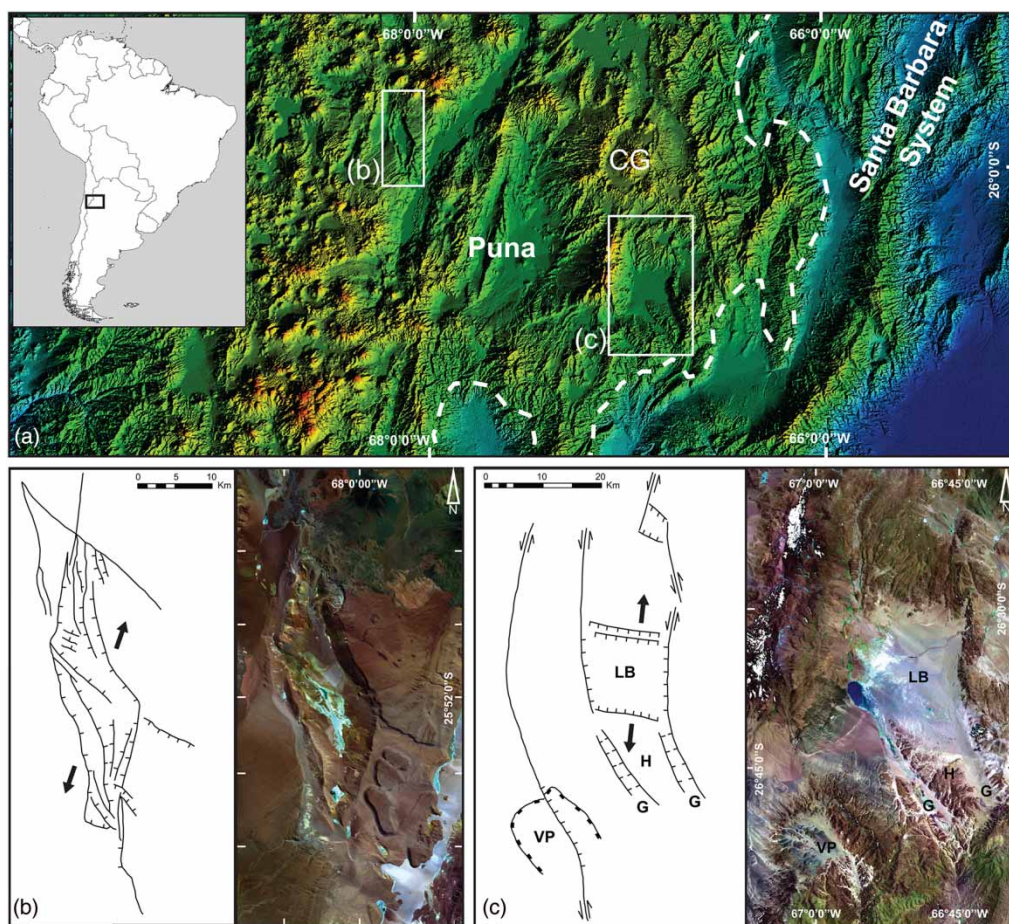 68°0'0"W
66°0'0"W
Santa Barbara
System
26°0'0"S
CG
(b)
Puna
(c)
68°0'0"W
66°0'0"W
(a)
0 5 10
Km
68°0'0"W
N
25°52'0"S
(b)
0 10 20
Km
LB
H
G
G
VP
(c)
67°0'0"W
66°45'0"W
N
26°30'0"S
LB
26°45'0"S
H
G
G
VP
67°0'0"W
66°45'0"W